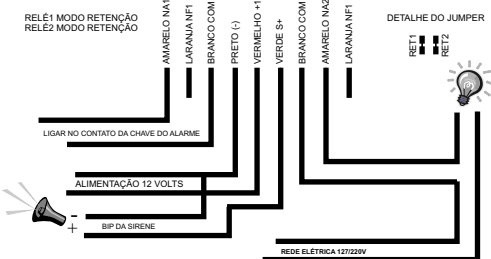 RELÉ1 MODO RETENÇÃO
RELÉ2 MODO RETENÇÃO
AMARELO NA1
LARANJA NF1
BRANCO COM
PRETO (-)
VERMELHO +1
VERDE S+
BRANCO COM
AMARELO NA2
LARANJA NF1
DETALHE DO JUMPER
RET1
RET2
LIGAR NO CONTATO DA CHAVE DO ALARME
ALIMENTAÇÃO 12 VOLTS
-
+
BIP DA SIRENE
REDE ELÉTRICA 127/220V